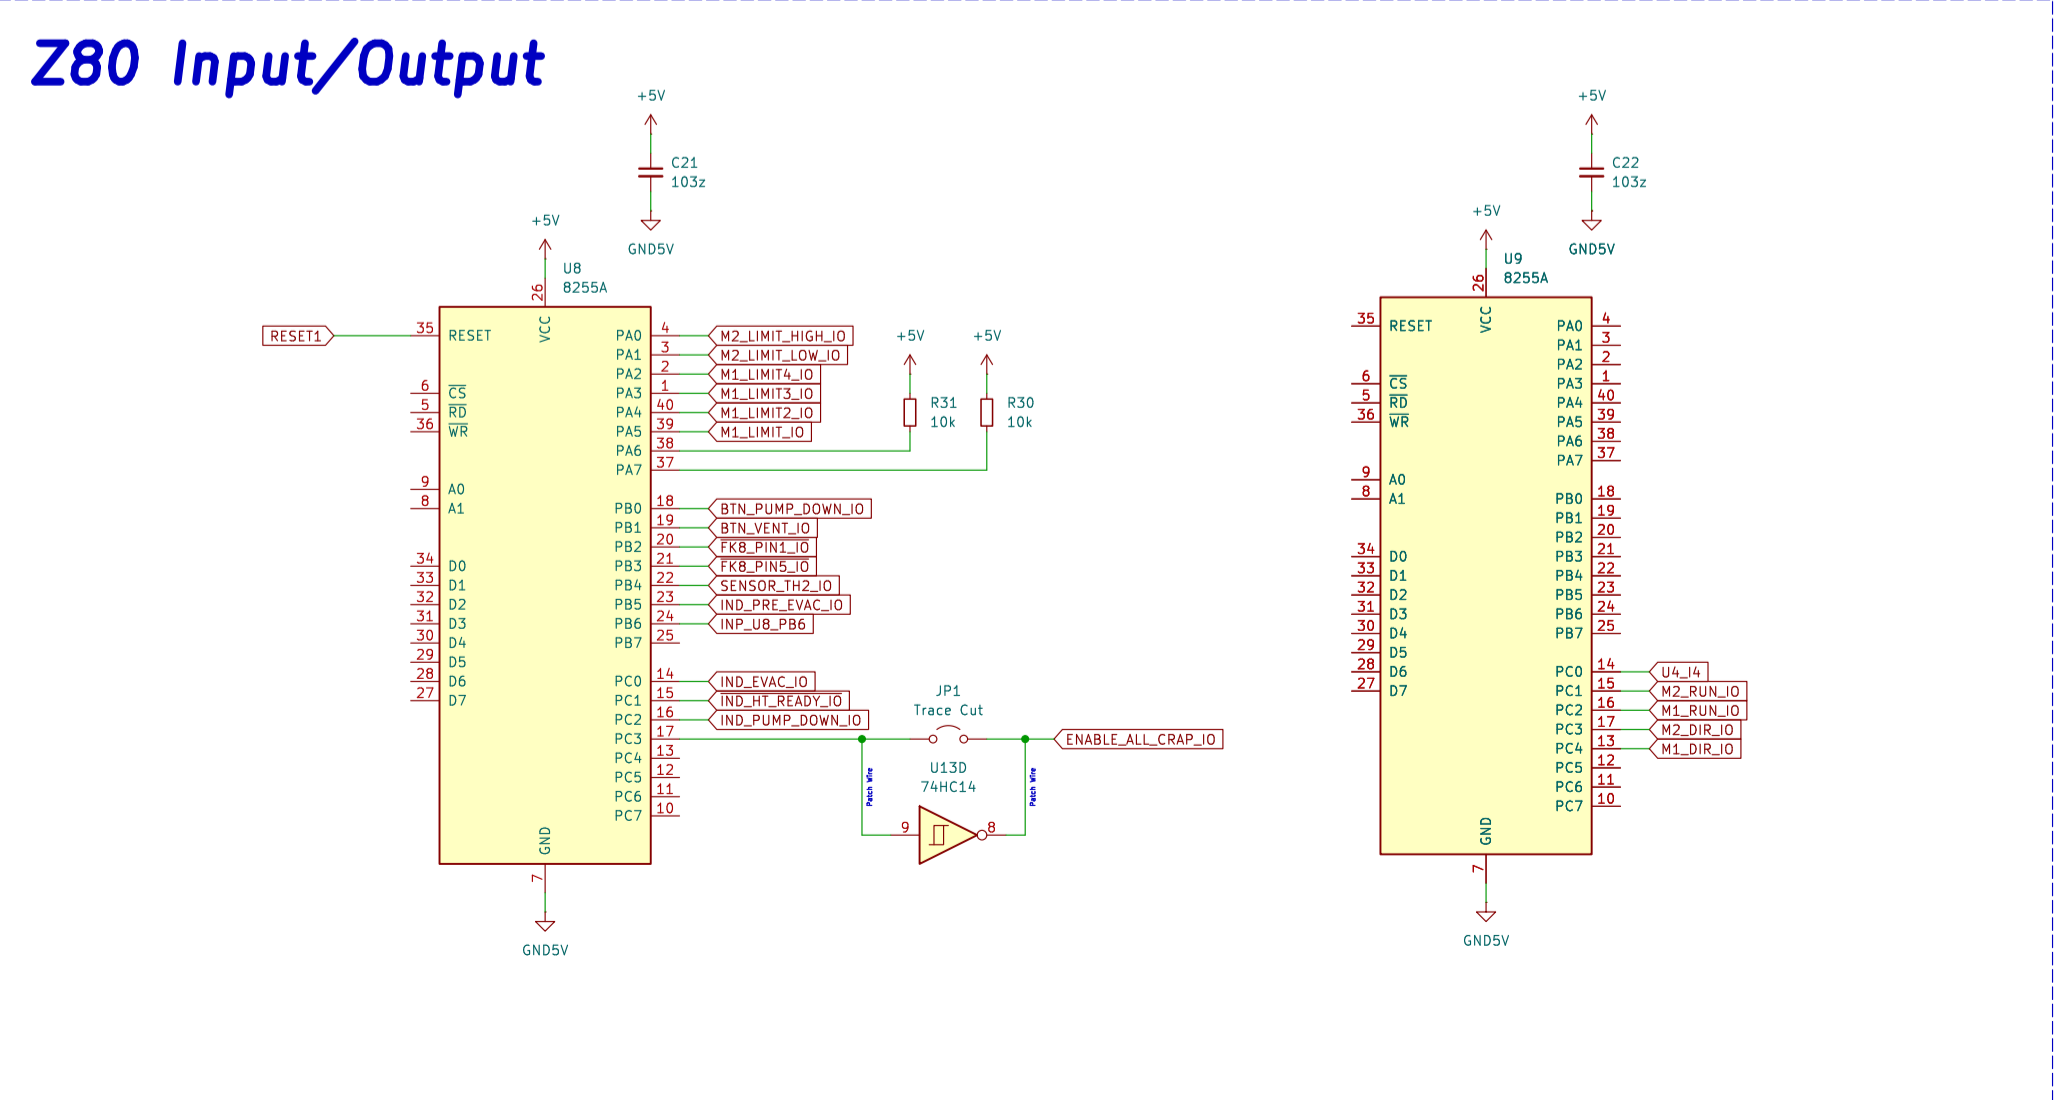 Z80 Input/Output
+5V
C21
103z
GND5V
+5V
U8
8255A
26
VCC
RESET1
35 RESET
6 CS
5 RD
36 WR
9 A0
8 A1
34 D0
33 D1
32 D2
31 D3
30 D4
29 D5
28 D6
27 D7
PA0 4 M2_LIMIT_HIGH_IO
PA1 3 M2_LIMIT_LOW_IO
PA2 2 M1_LIMIT4_IO
PA3 1 M1_LIMIT3_IO
PA4 40 M1_LIMIT2_IO
PA5 39 M1_LIMIT_IO
PA6 38
PA7 37
PB0 18 BTN_PUMP_DOWN_IO
PB1 19 BTN_VENT_IO
PB2 20 FK8_PIN1_IO
PB3 21 FK8_PIN5_IO
PB4 22 SENSOR_TH2_IO
PB5 23 IND_PRE_EVAC_IO
PB6 24 INP_U8_PB6
PB7 25
PC0 14 IND_EVAC_IO
PC1 15 IND_HT_READY_IO
PC2 16 IND_PUMP_DOWN_IO
PC3 17
PC4 13
PC5 12
PC6 11
PC7 10
GND
7
GND5V
+5V
R31
10k
+5V
R30
10k
JP1
Trace Cut
ENABLE_ALL_CRAP_IO
Patch Wire
Patch Wire
U13D
74HC14
9
8
+5V
C22
103z
GND5V
+5V
U9
8255A
26
VCC
35 RESET
6 CS
5 RD
36 WR
9 A0
8 A1
34 D0
33 D1
32 D2
31 D3
30 D4
29 D5
28 D6
27 D7
PA0 4
PA1 3
PA2 2
PA3 1
PA4 40
PA5 39
PA6 38
PA7 37
PB0 18
PB1 19
PB2 20
PB3 21
PB4 22
PB5 23
PB6 24
PB7 25
PC0 14 U4_I4
PC1 15 M2_RUN_IO
PC2 16 M1_RUN_IO
PC3 17 M2_DIR_IO
PC4 13 M1_DIR_IO
PC5 12
PC6 11
PC7 10
GND
7
GND5V